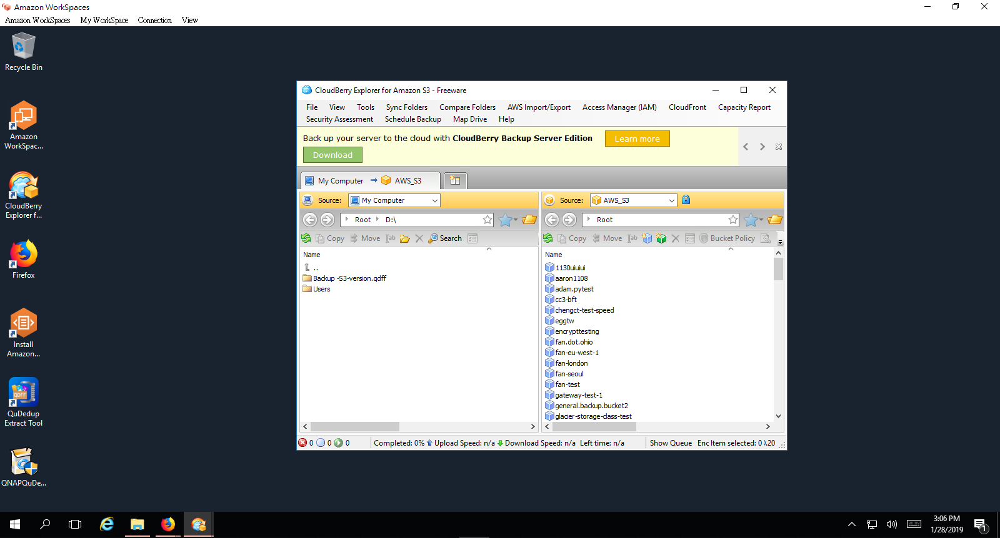 Amazon WorkSpaces
Amazon WorkSpaces My WorkSpace Connection View
Recycle Bin
Amazon
WorkSpac...
CloudBerry
Explorer f...
Firefox
Install
Amazon...
QDFF
QuDedup
Extract Tool
QNAPQuDe...
CloudBerry Explorer for Amazon S3 - Freeware
File View Tools Sync Folders Compare Folders AWS Import/Export Access Manager (IAM) CloudFront Capacity Report
Security Assessment Schedule Backup Map Drive Help
Back up your server to the cloud with CloudBerry Backup Server Edition Learn more
Download
My Computer AWS_S3
Source: My Computer
Root D:\
Copy Move Iab Search
Name
..
Backup -S3-version.qdff
Users
Source: AWS_S3
Root
Copy Move Iab Bucket Policy
Name
1130uiuiui
aaron1108
adam.pytest
cc3-bft
chengct-test-speed
eggtw
encrypttesting
fan.dot.ohio
fan-eu-west-1
fan-london
fan-seoul
fan-test
gateway-test-1
general.backup.bucket2
glacier-storage-class-test
0 0 0 Completed: 0% Upload Speed: n/a Download Speed: n/a Left time: n/a Show Queue Enc Item selected: 0 ).20
3:06 PM
1/28/2019
1